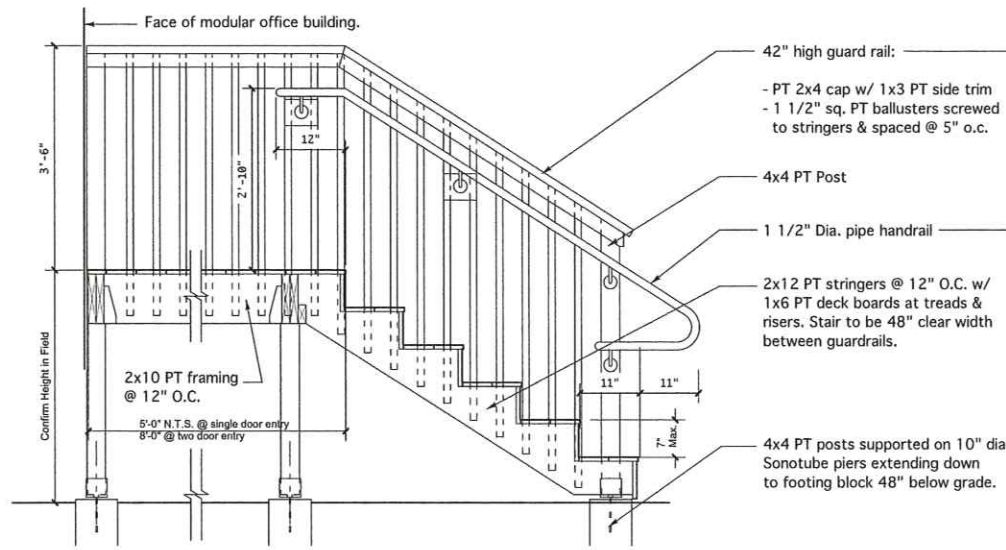 Face of modular office building.
42" high guard rail:
- PT 2x4 cap w/ 1x3 PT side trim
- 1 1/2" sq. PT ballusters screwed
to stringers & spaced @ 5" o.c.
3'-6"
12"
2'-10"
4x4 PT Post
1 1/2" Dia. pipe handrail
2x12 PT stringers @ 12" O.C. w/
1x6 PT deck boards at treads &
risers. Stair to be 48" clear width
between guardrails.
Confirm Height in Field
2x10 PT framing
@ 12" O.C.
5'-0" N.T.S. @ single door entry
8'-0" @ two door entry
11"
11"
7"
Max.
4x4 PT posts supported on 10" dia
Sonotube piers extending down
to footing block 48" below grade.